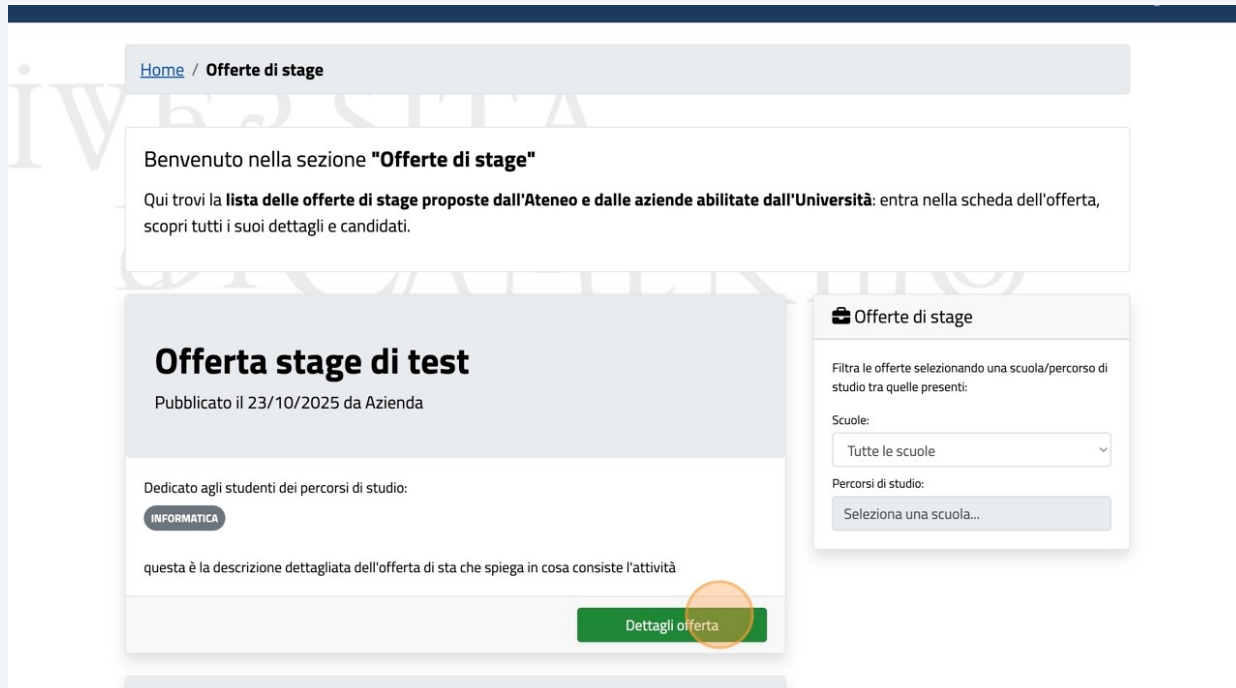 Home / Offerte di stage
Benvenuto nella sezione "Offerte di stage"
Qui trovi la lista delle offerte di stage proposte dall'Ateneo e dalle aziende abilitate dall'Università: entra nella scheda dell'offerta,
scopri tutti i suoi dettagli e candidati.
Offerta stage di test
Pubblicato il 23/10/2025 da Azienda
Dedicato agli studenti dei percorsi di studio:
INFORMATICA
questa è la descrizione dettagliata dell'offerta di sta che spiega in cosa consiste l'attività
Dettagli offerta
Offerte di stage
Filtra le offerte selezionando una scuola/percorso di
studio tra quelle presenti:
Scuole:
Tutte le scuole
Percorsi di studio:
Seleziona una scuola...